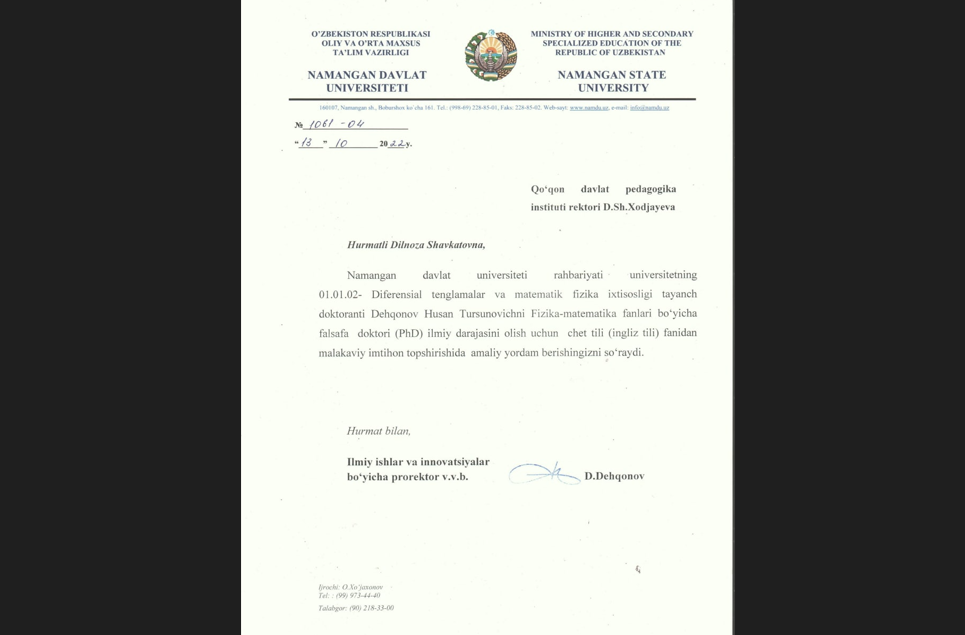 O’ZBEKISTON RESPUBLIKASI
OLIY VA O’RTA MAXSUS
TA’LIM VAZIRLIGI
NAMANGAN DAVLAT
UNIVERSITETI
MINISTRY OF HIGHER AND SECONDARY
SPECIALIZED EDUCATION OF THE
REPUBLIC OF UZBEKISTAN
NAMANGAN STATE
UNIVERSITY
160107, Namangan sh., Boburshox ko‘cha 161. Tel.: (998-69) 228-85-01, Faks: 228-85-02. Web-sayt: www.namdu.uz, e-mail: info@namdu.uz
№ 1061-04
“13” 10 2022y.
Qo‘qon davlat pedagogika
instituti rektori D.Sh.Xodjayeva
Hurmatli Dilnoza Shavkatovna,
Namangan davlat universiteti rahbariyati universitetning
01.01.02- Diferensial tenglamalar va matematik fizika ixtisosligi tayanch
doktoranti Dehqonov Husan Tursunovichni Fizika-matematika fanlari bo‘yicha
falsafa doktori (PhD) ilmiy darajasini olish uchun chet tili (ingliz tili) fanidan
malakaviy imtihon topshirishida amaliy yordam berishingizni so‘raydi.
Hurmat bilan,
Ilmiy ishlar va innovatsiyalar
bo‘yicha prorektor v.v.b. D.Dehqonov
Ijrochi: O.Xo‘jaxonov
Tel. : (99) 973-44-40
Talabgor: (90) 218-33-00